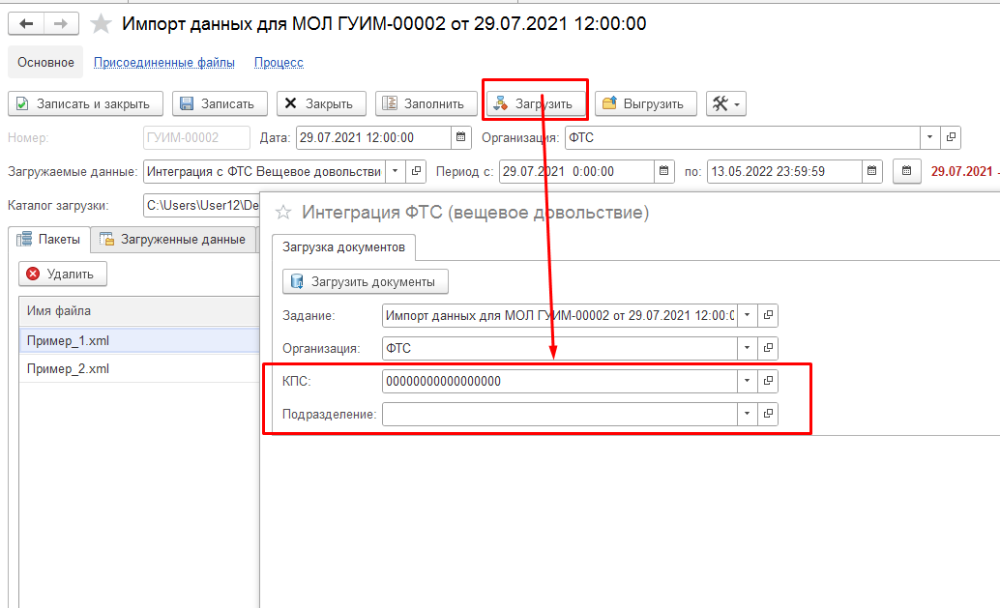 Импорт данных для МОЛ ГУИМ-00002 от 29.07.2021 12:00:00
Основное Присоединенные файлы Процесс
Записать и закрыть Записать Закрыть Заполнить Загрузить Выгрузить
Номер: ГУИМ-00002 Дата: 29.07.2021 12:00:00 Организация: ФТС
Загружаемые данные: Интеграция с ФТС Вещевое довольстви Период с: 29.07.2021 0:00:00 по: 13.05.2022 23:59:59 29.07.2021 -
Каталог загрузки: C:\Users\User12\De
Интеграция ФТС (вещевое довольствие)
Пакеты Загруженные данные
Загрузка документов
Удалить
Загрузить документы
Имя файла
Задание: Импорт данных для МОЛ ГУИМ-00002 от 29.07.2021 12:00:0
Пример_1.xml
Организация: ФТС
Пример_2.xml
КПС: 00000000000000000
Подразделение: